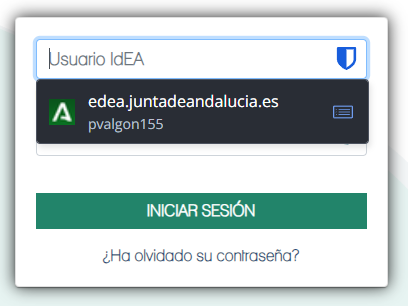 Usuario IdEA
edea.juntadeandalucia.es
pvalgon155
INICIAR SESIÓN
¿Ha olvidado su contraseña?